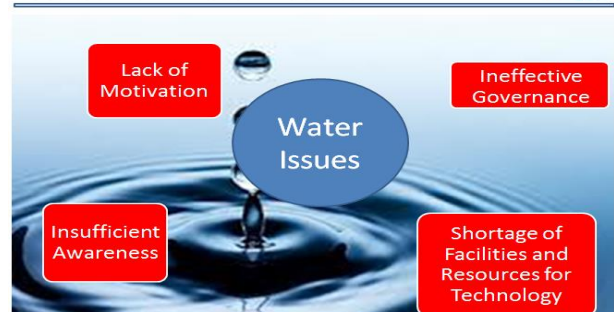 Lack of
Motivation
Ineffective
Governance
Water
Issues
Insufficient
Awareness
Shortage of
Facilities and
Resources for
Technology